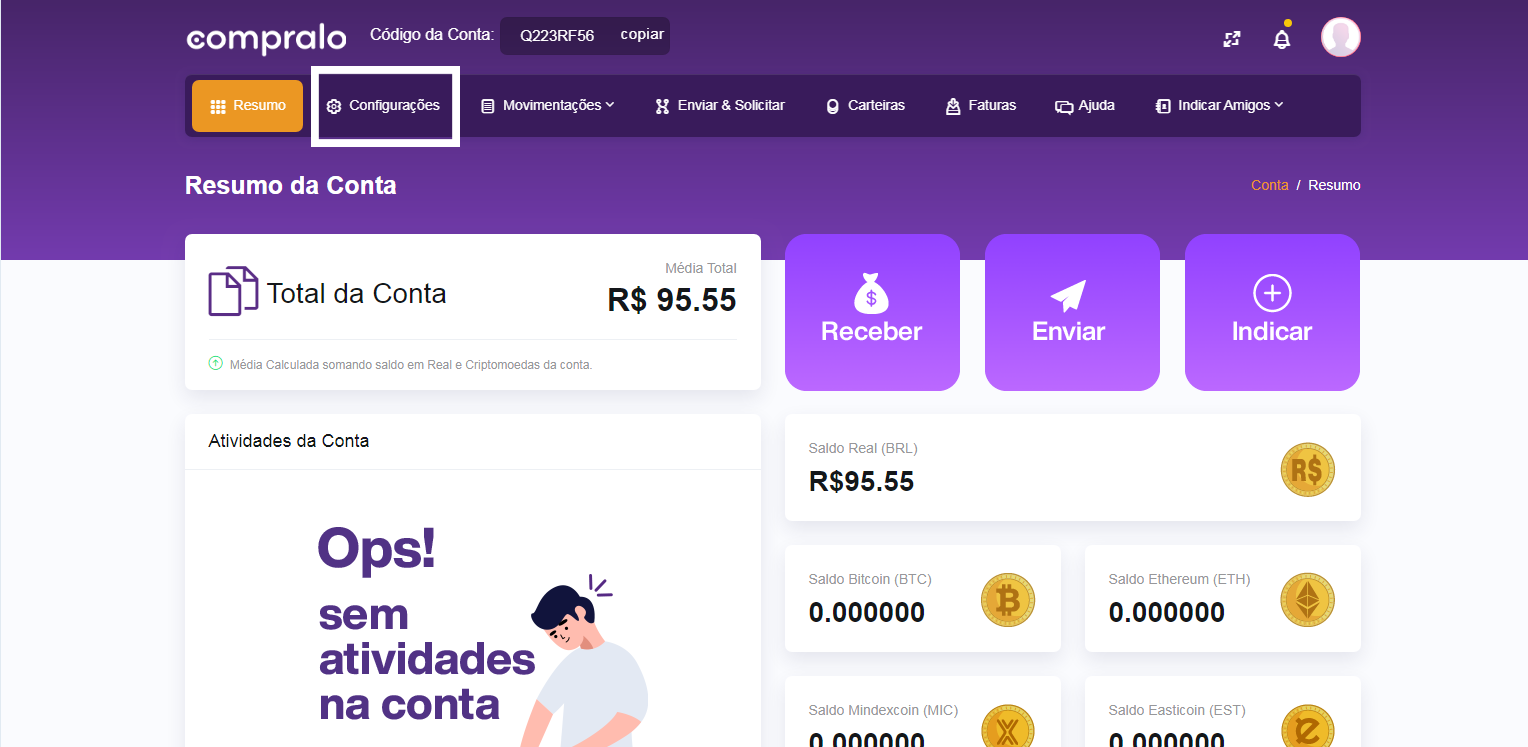 compralo
Código da Conta: Q223RF56 copiar
Resumo Configurações Movimentações Enviar & Solicitar Carteiras Faturas Ajuda Indicar Amigos
Resumo da Conta
Conta / Resumo
Total da Conta
Média Total
R$ 95.55
Média Calculada somando saldo em Real e Criptomoedas da conta.
$
Receber
Enviar
Indicar
Atividades da Conta
Ops!
sem
atividades
na conta
Saldo Real (BRL)
R$95.55
R$
Saldo Bitcoin (BTC)
0.000000
Saldo Ethereum (ETH)
0.000000
Saldo Mindexcoin (MIC)
0.000000
Saldo Easticoin (EST)
0.000000